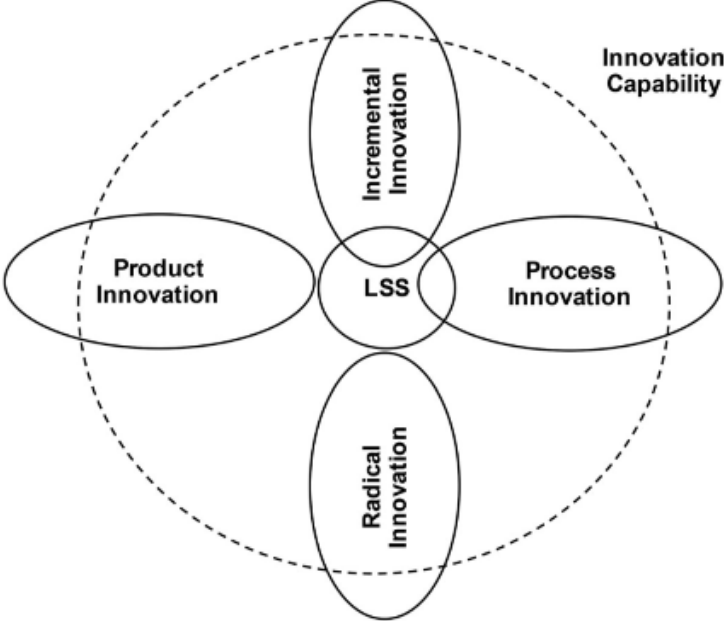 Innovation
Capability
Incremental
Innovation
Product
Innovation
LSS
Process
Innovation
Radical
Innovation